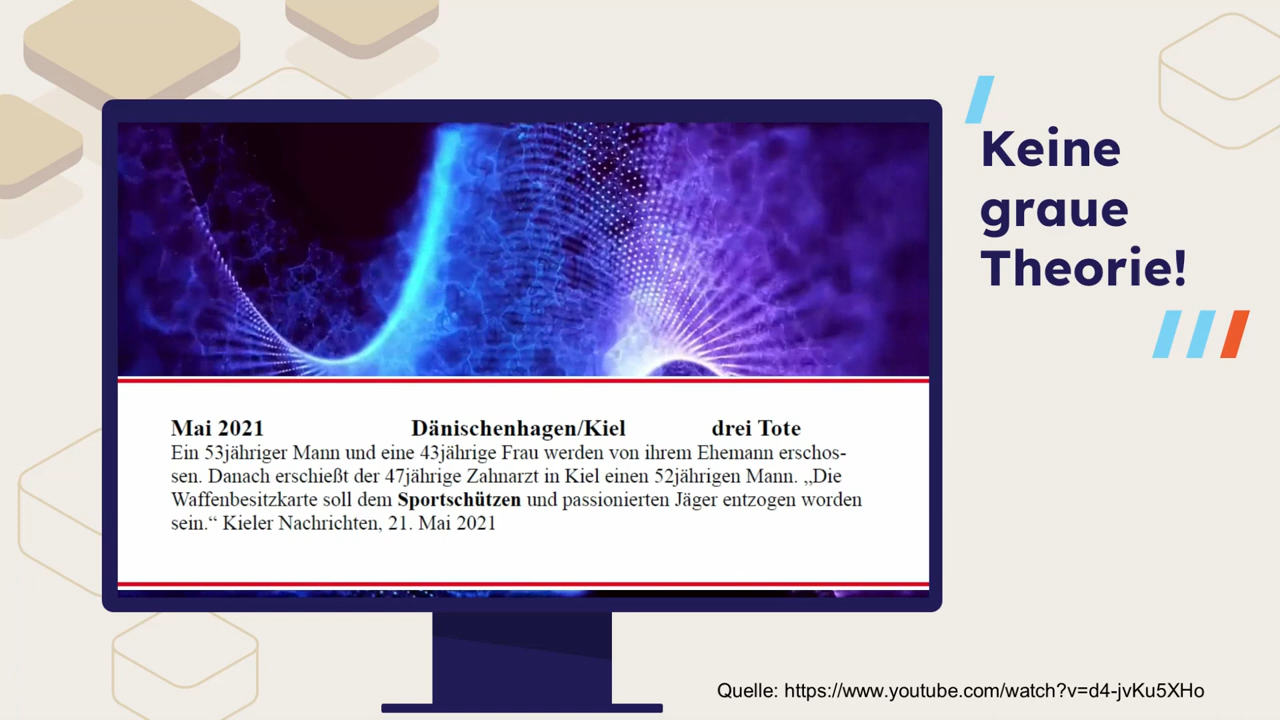 Keine
graue
Theorie!
Mai 2021 Dänischenhagen/Kiel drei Tote
Ein 53jähriger Mann und eine 43jährige Frau werden von ihrem Ehemann erschos-
sen. Danach erschießt der 47jährige Zahnarzt in Kiel einen 52jährigen Mann. „Die
Waffenbesitzkarte soll dem Sportschützen und passionierten Jäger entzogen worden
sein.“ Kieler Nachrichten, 21. Mai 2021
Quelle: https://www.youtube.com/watch?v=d4-jvKu5XHo